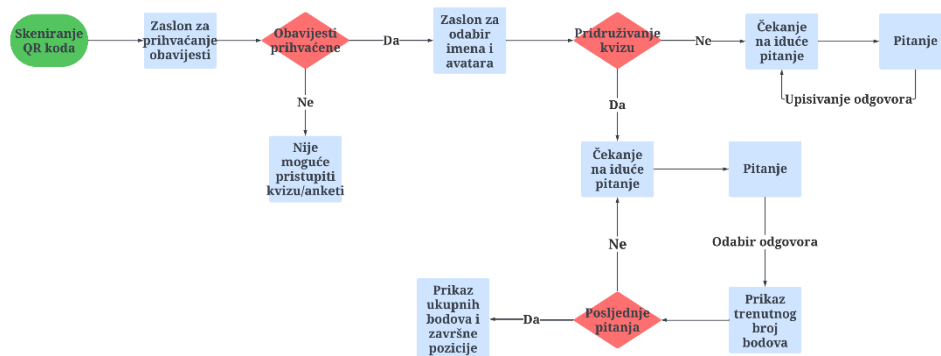 Skeniranje
QR koda
Zaslon za
prihvaćanje
obavijesti
Obavijesti
prihvaćene
Da
Zaslon za
odabir
imena i
avatara
Pridruživanje
kvizu
Ne
Čekanje
na iduće
pitanje
Pitanje
Upisivanje odgovora
Ne
Nije
moguće
pristupiti
kvizu/anketi
Da
Čekanje
na iduće
pitanje
Pitanje
Odabir odgovora
Ne
Prikaz
ukupnih
bodova i
završne
pozicije
Da
Posljednje
pitanja
Prikaz
trenutnog
broj
bodova